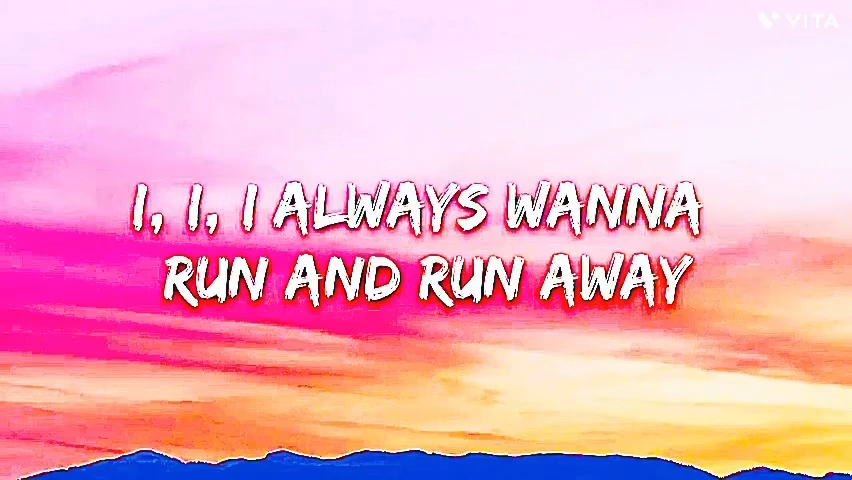 VITA
I, I, I ALWAYS WANNA
RUN AND RUN AWAY